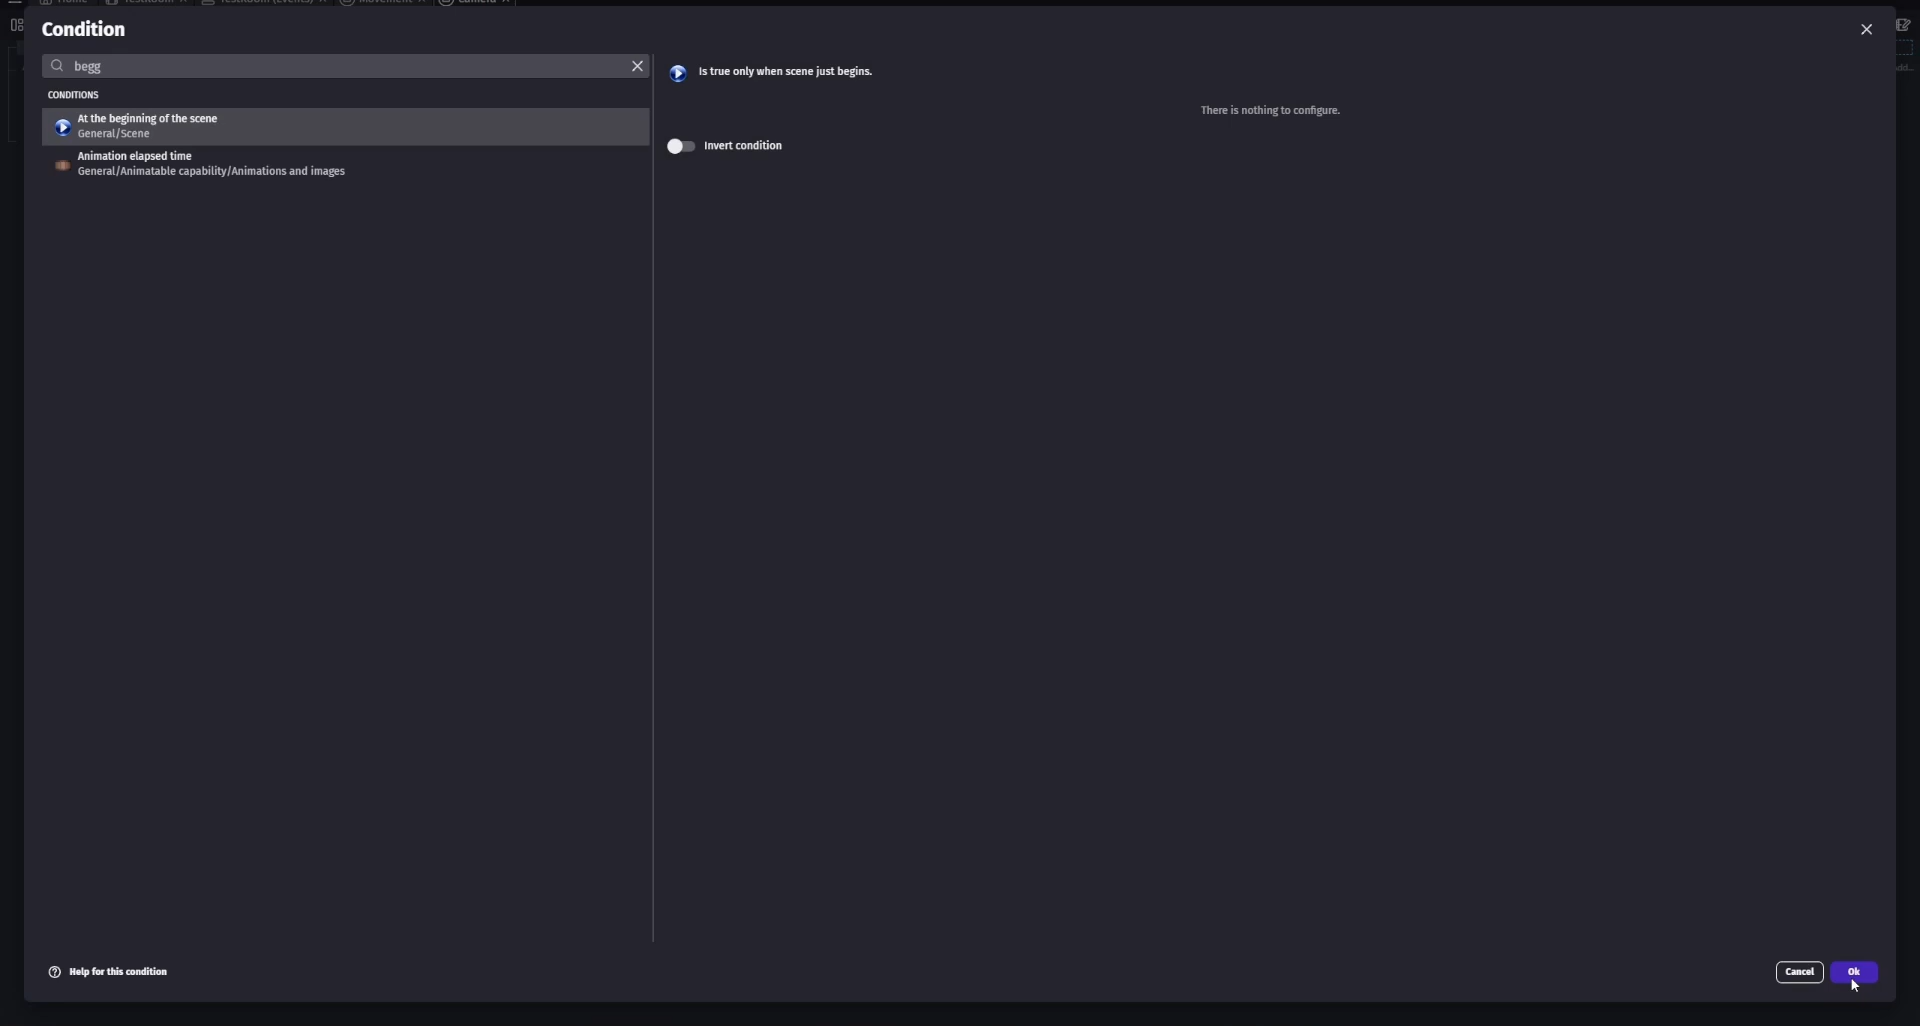 Condition
begg
CONDITIONS
At the beginning of the scene
General/Scene
Animation elapsed time
General/Animatable capability/Animations and images
Is true only when scene just begins.
There is nothing to configure.
Invert condition
Help for this condition
Cancel
Ok